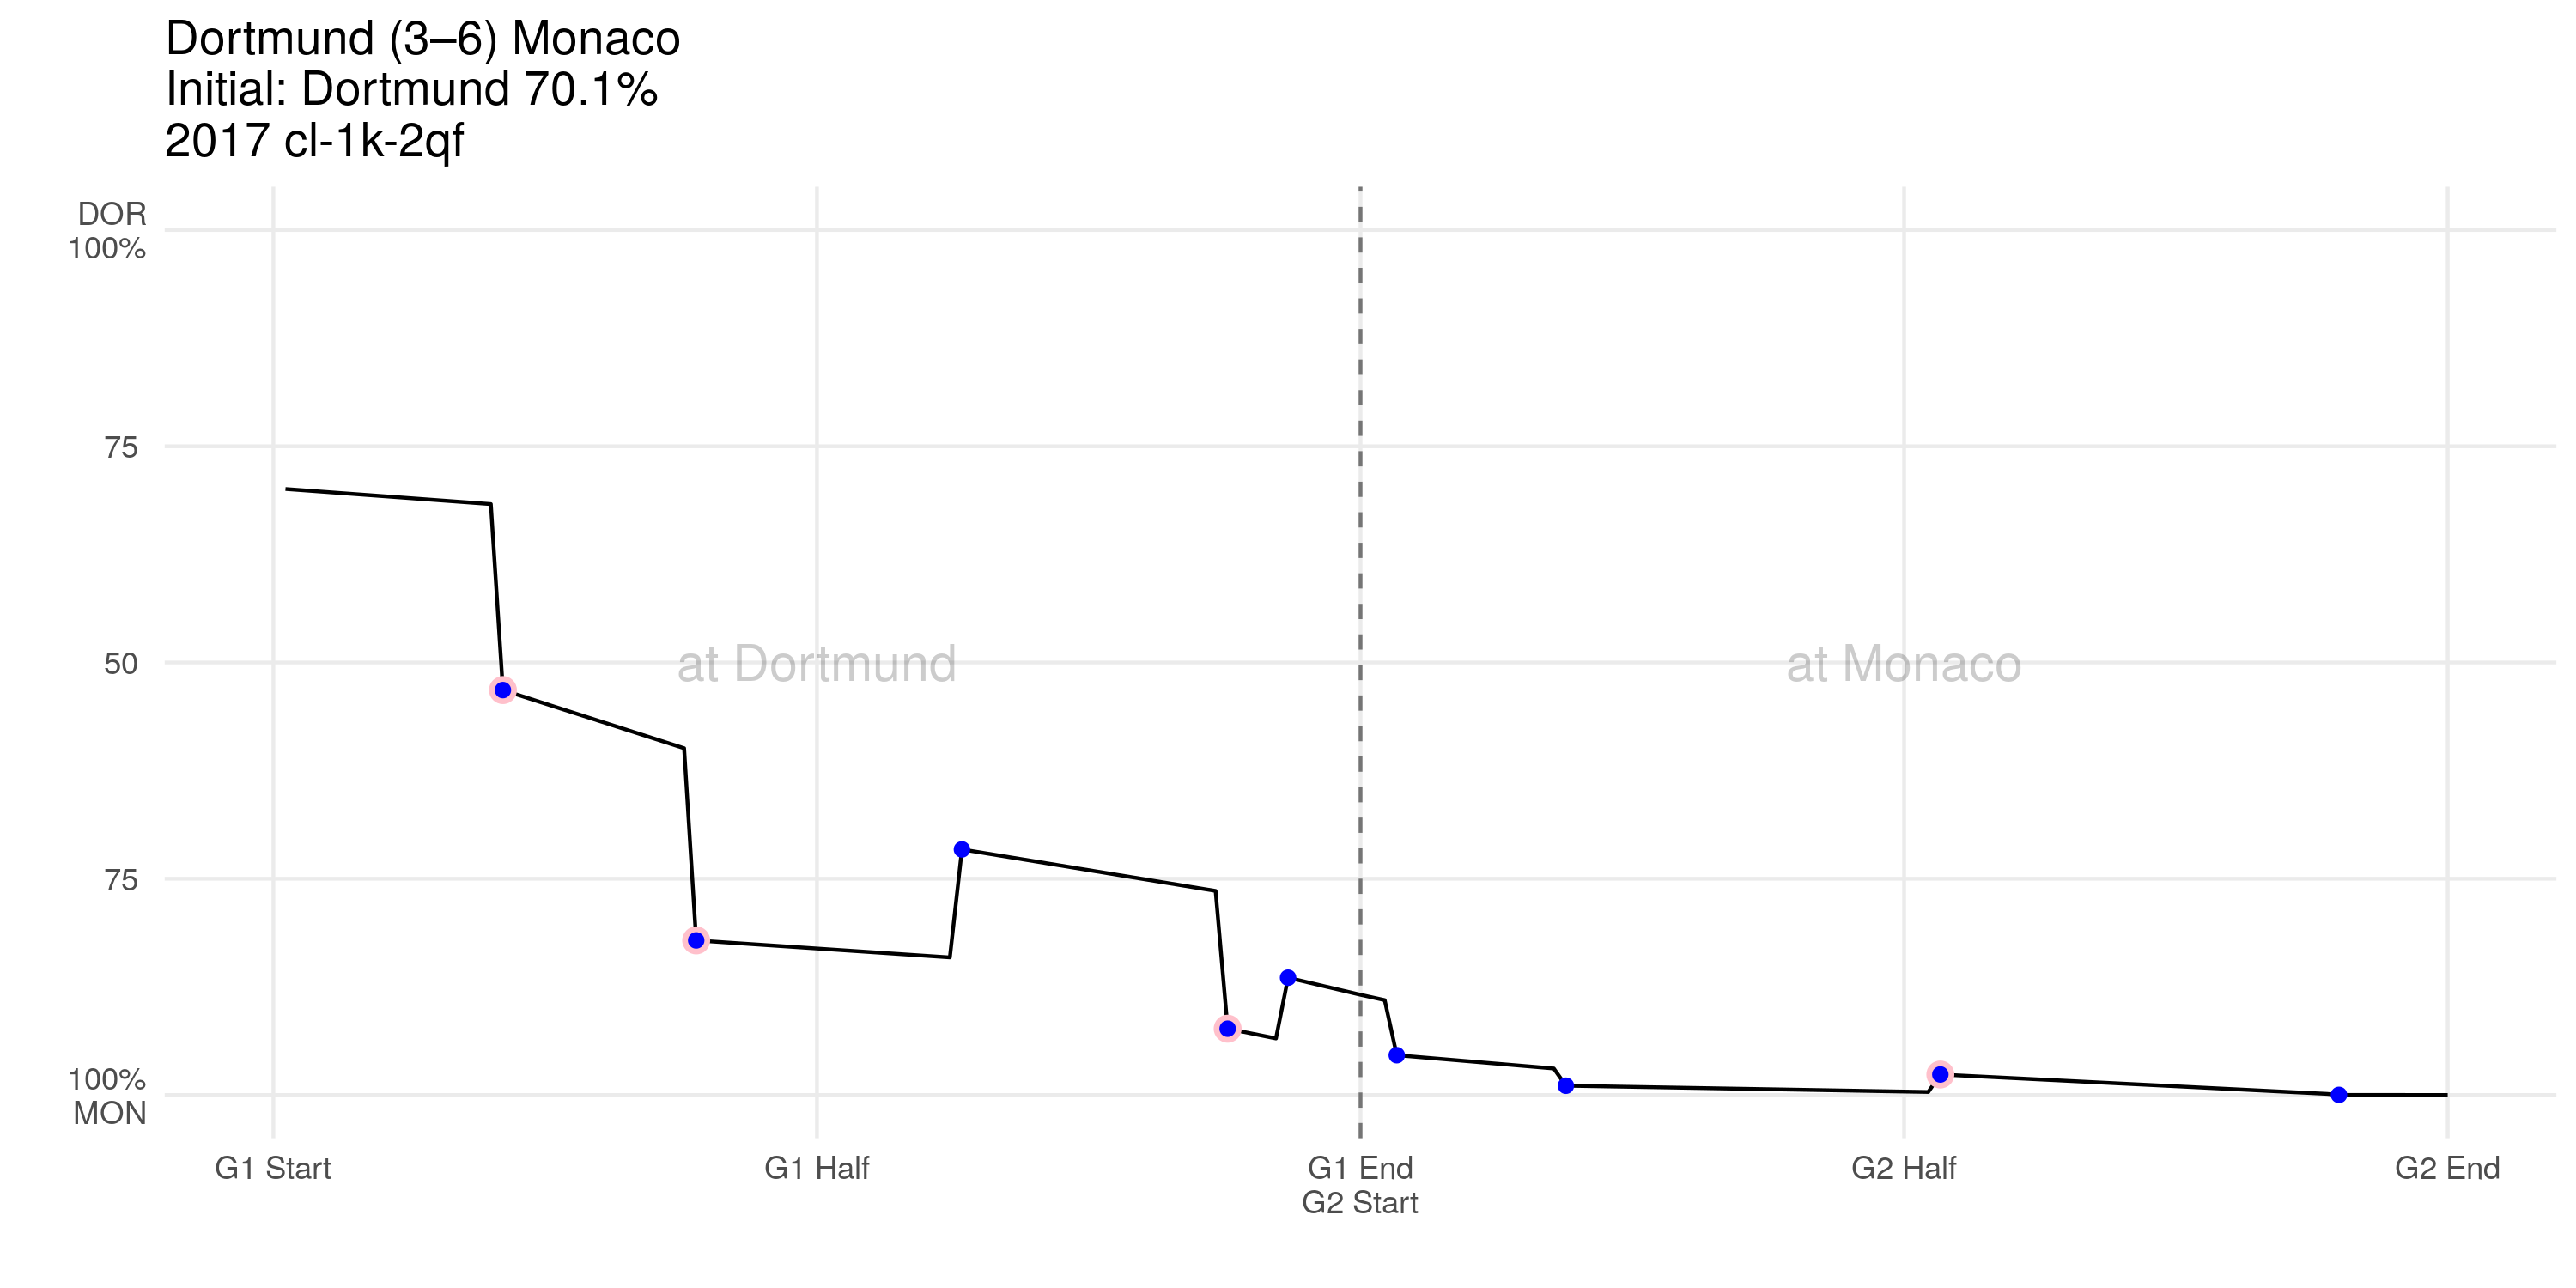 Dortmund (3–6) Monaco
Initial: Dortmund 70.1%
2017 cl-1k-2qf
DOR
100%
75
50
75
100%
MON
at Dortmund
at Monaco
G1 Start
G1 Half
G1 End
G2 Start
G2 Half
G2 End